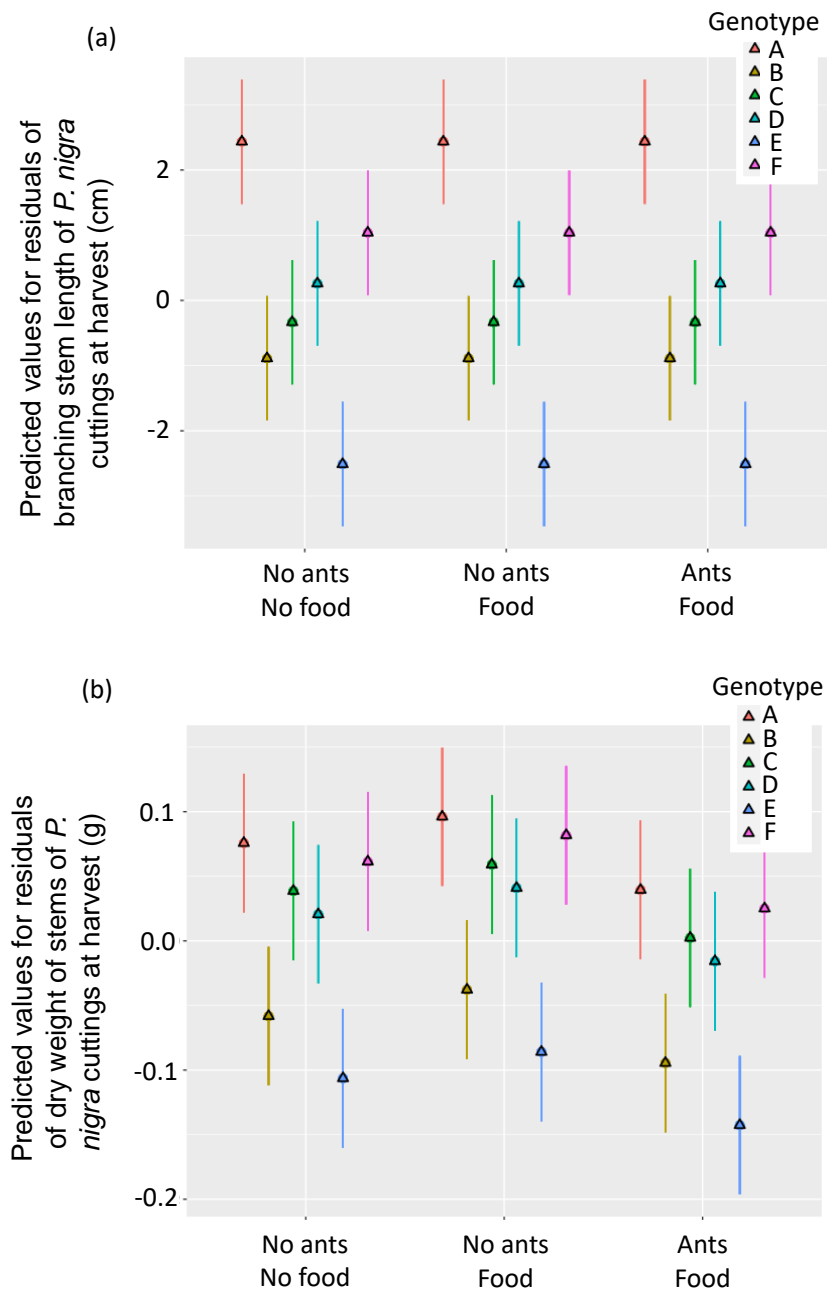 (a)
Genotype
A
B
C
D
E
F
Predicted values for residuals of
branching stem length of P. nigra
cuttings at harvest (cm)
2
0
-2
No ants
No food
No ants
Food
Ants
Food
(b)
Genotype
A
B
C
D
E
F
Predicted values for residuals
of dry weight of stems of P.
nigra cuttings at harvest (g)
0.1
0.0
-0.1
-0.2
No ants
No food
No ants
Food
Ants
Food